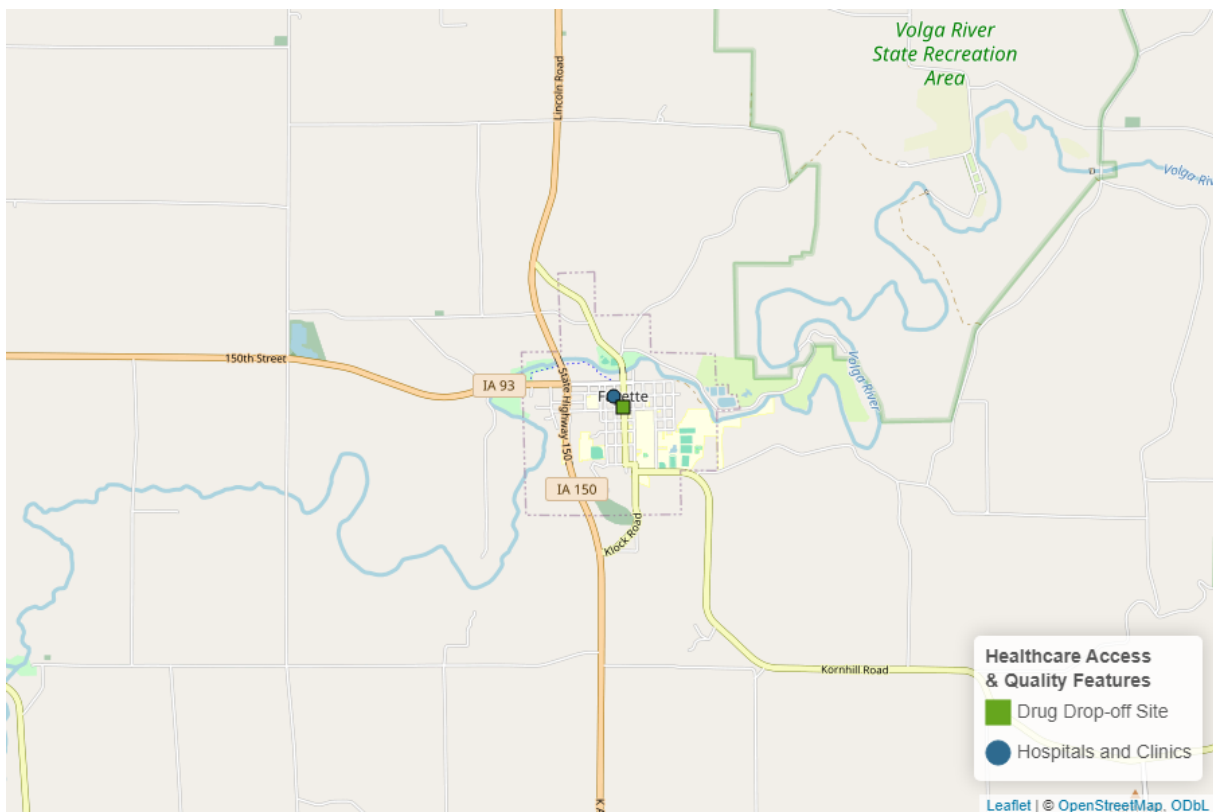 Volga River
State Recreation
Area
Lincoln Road
Volga
150th Street
IA 93
State Highway 150
Volga River
IA 150
Klock Road
Kornhill Road
Healthcare Access
& Quality Features
Drug Drop-off Site
Hospitals and Clinics
Leaflet | © OpenStreetMap, ODbL